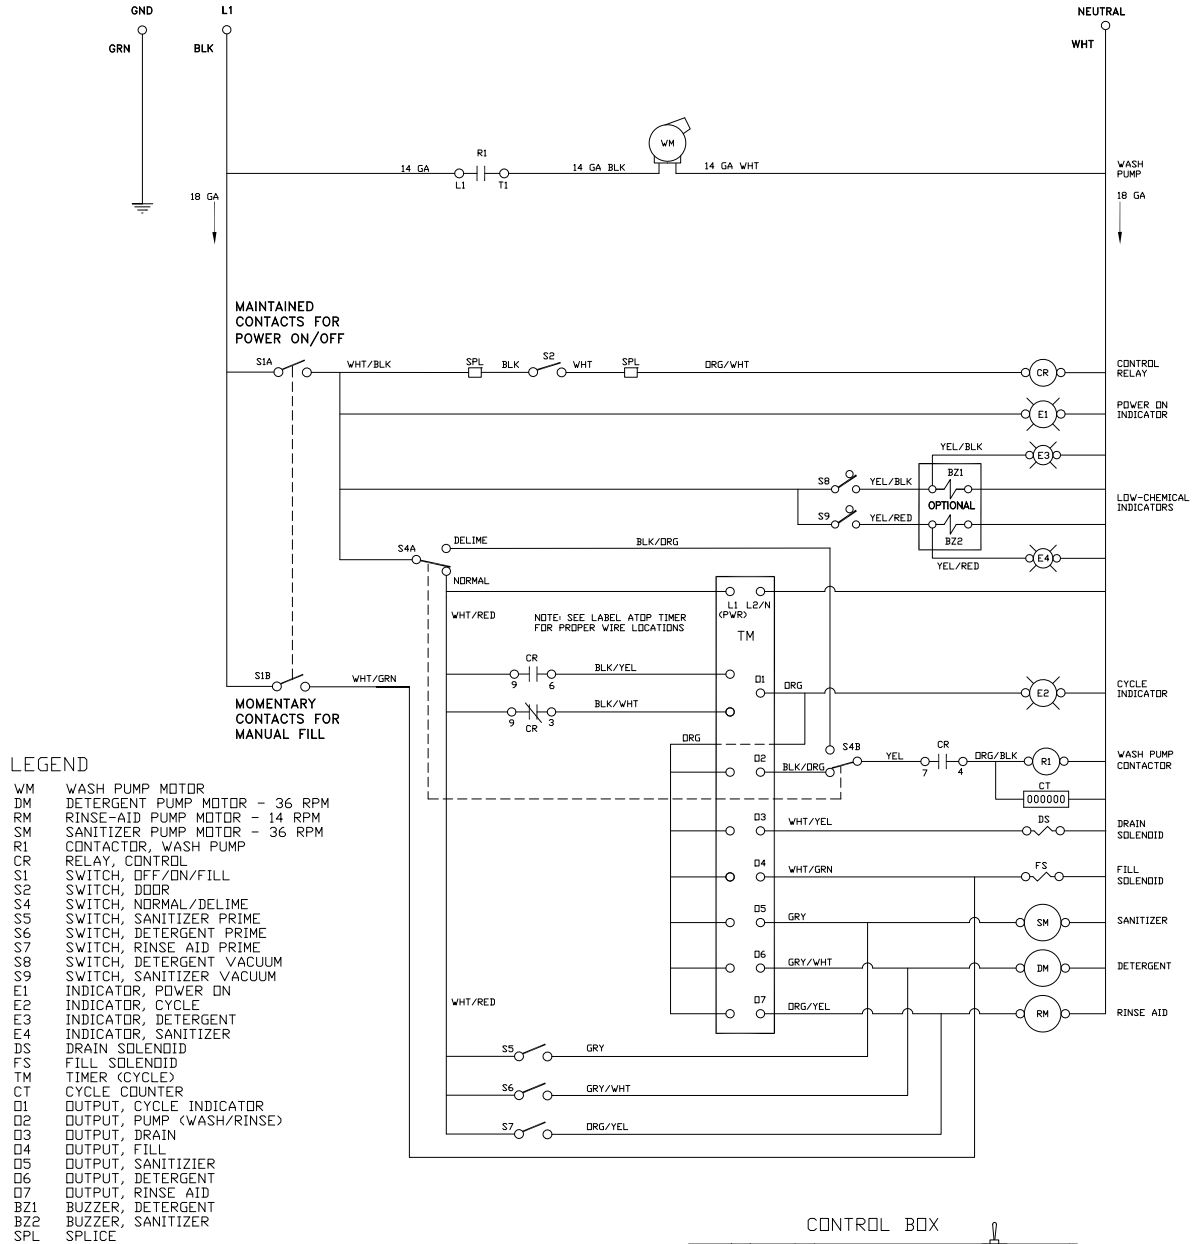 GND
L1
NEUTRAL
GRN
BLK
WHT
WM
R1
14 GA
14 GA BLK
14 GA WHT
WASH
PUMP
L1
T1
18 GA
18 GA
MAINTAINED
CONTACTS FOR
POWER ON/OFF
S1A
WHT/BLK
SPL
BLK
S2
WHT
SPL
ORG/WHT
CR
CONTROL
RELAY
E1
POWER ON
INDICATOR
YEL/BLK
E3
S8
YEL/BLK
BZ1
OPTIONAL
LOW-CHEMICAL
INDICATORS
S9
YEL/RED
BZ2
YEL/RED
E4
S4A
DELIME
BLK/ORG
NORMAL
WHT/RED
NOTE: SEE LABEL ATOP TIMER
FOR PROPER WIRE LOCATIONS
L1 L2/N
(PWR)
TM
CR
9
6
BLK/YEL
S1B
WHT/GRN
O1
ORG
E2
CYCLE
INDICATOR
9
CR
3
BLK/WHT
MOMENTARY
CONTACTS FOR
MANUAL FILL
ORG
O2
BLK/ORG
S4B
YEL
CR
7
4
ORG/BLK
R1
WASH PUMP
CONTACTOR
CT
000000
O3
WHT/YEL
DS
DRAIN
SOLENOID
O4
WHT/GRN
FS
FILL
SOLENOID
O5
GRY
SM
SANITIZER
O6
GRY/WHT
DM
DETERGENT
O7
ORG/YEL
RM
RINSE AID
WHT/RED
S5
GRY
S6
GRY/WHT
S7
ORG/YEL
LEGEND
WM WASH PUMP MOTOR
DM DETERGENT PUMP MOTOR - 36 RPM
RM RINSE-AID PUMP MOTOR - 14 RPM
SM SANITIZER PUMP MOTOR - 36 RPM
R1 CONTACTOR, WASH PUMP
CR RELAY, CONTROL
S1 SWITCH, OFF/ON/FILL
S2 SWITCH, DOOR
S4 SWITCH, NORMAL/DELIME
S5 SWITCH, SANITIZER PRIME
S6 SWITCH, DETERGENT PRIME
S7 SWITCH, RINSE AID PRIME
S8 SWITCH, DETERGENT VACUUM
S9 SWITCH, SANITIZER VACUUM
E1 INDICATOR, POWER ON
E2 INDICATOR, CYCLE
E3 INDICATOR, DETERGENT
E4 INDICATOR, SANITIZER
DS DRAIN SOLENOID
FS FILL SOLENOID
TM TIMER (CYCLE)
CT CYCLE COUNTER
O1 OUTPUT, CYCLE INDICATOR
O2 OUTPUT, PUMP (WASH/RINSE)
O3 OUTPUT, DRAIN
O4 OUTPUT, FILL
O5 OUTPUT, SANITIZIER
O6 OUTPUT, DETERGENT
O7 OUTPUT, RINSE AID
BZ1 BUZZER, DETERGENT
BZ2 BUZZER, SANITIZER
SPL SPLICE
CONTROL BOX